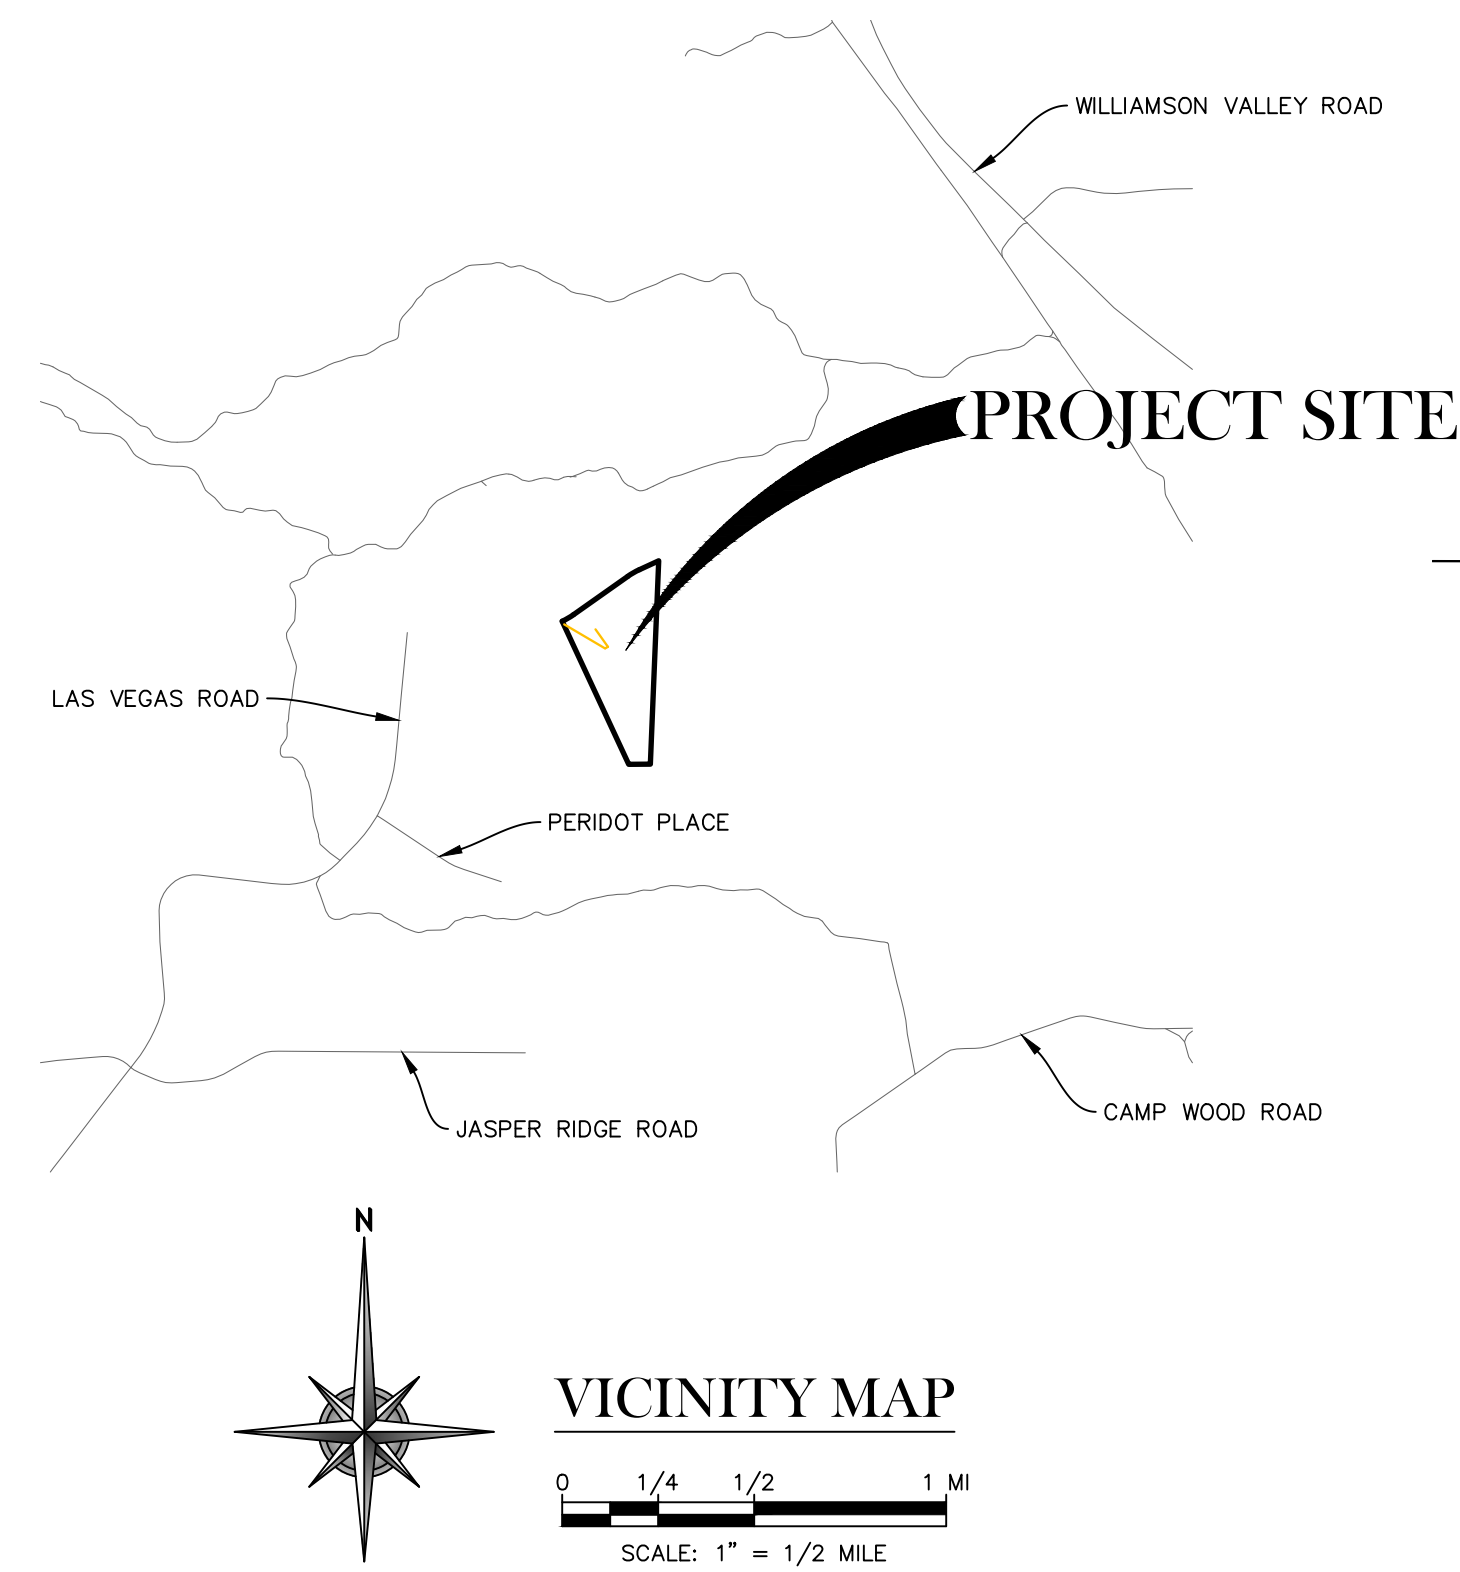 WILLIAMSON VALLEY ROAD
PROJECT SITE
LAS VEGAS ROAD
PERIDOT PLACE
CAMP WOOD ROAD
JASPER RIDGE ROAD
N
VICINITY MAP
0 1/4 1/2 1 MI
SCALE: 1" = 1/2 MILE